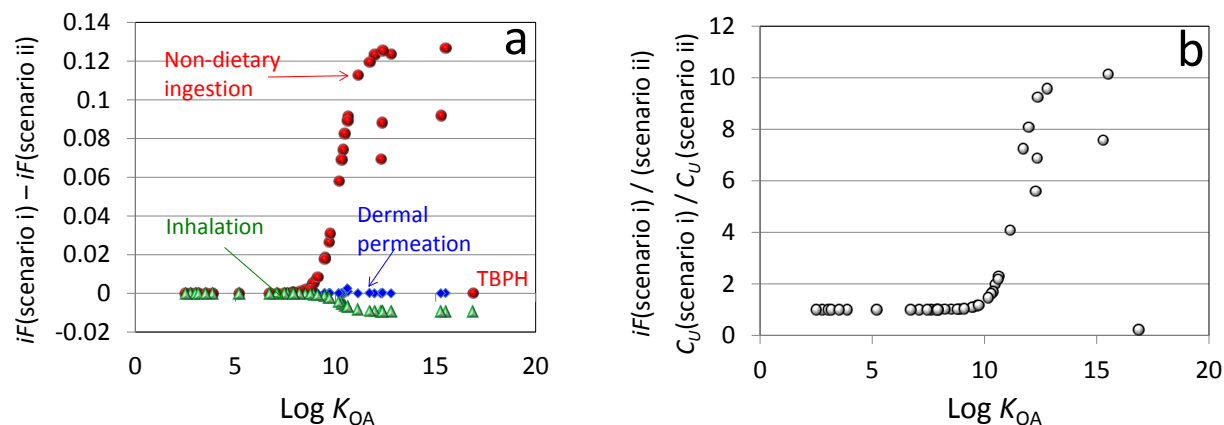 a
iF(scenario i) – iF(scenario ii)
0.14
0.12
0.1
0.08
0.06
0.04
0.02
0
-0.02
Non-dietary
ingestion
Inhalation
Dermal
permeation
TBPH
0 5 10 15 20
Log KOA
b
iF(scenario i) / (scenario ii)
CU(scenario i) / CU (scenario ii)
12
10
8
6
4
2
0
0 5 10 15 20
Log KOA